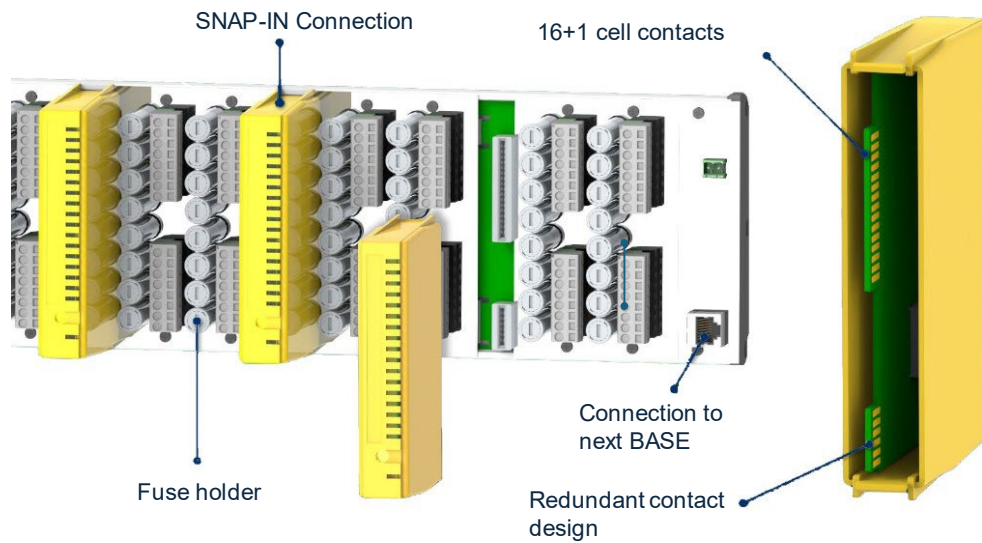 SNAP-IN Connection
16+1 cell contacts
Connection to
next BASE
Fuse holder
Redundant contact
design